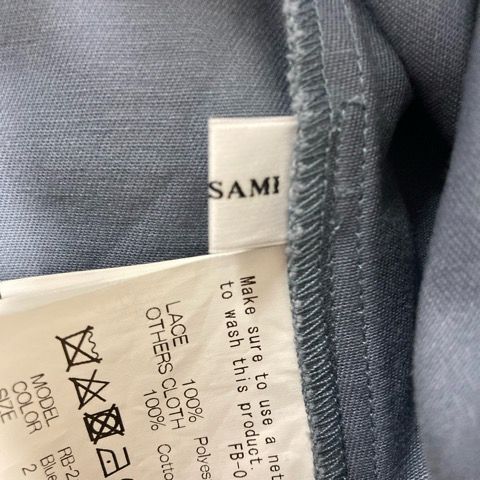 SAMI
Make sure to use a net
to wash this product.
FB-0
LACE 100% Polyes
OTHERS CLOTH 100% Cotto
MODEL RB-2
COLOR Blue
SIZE 2